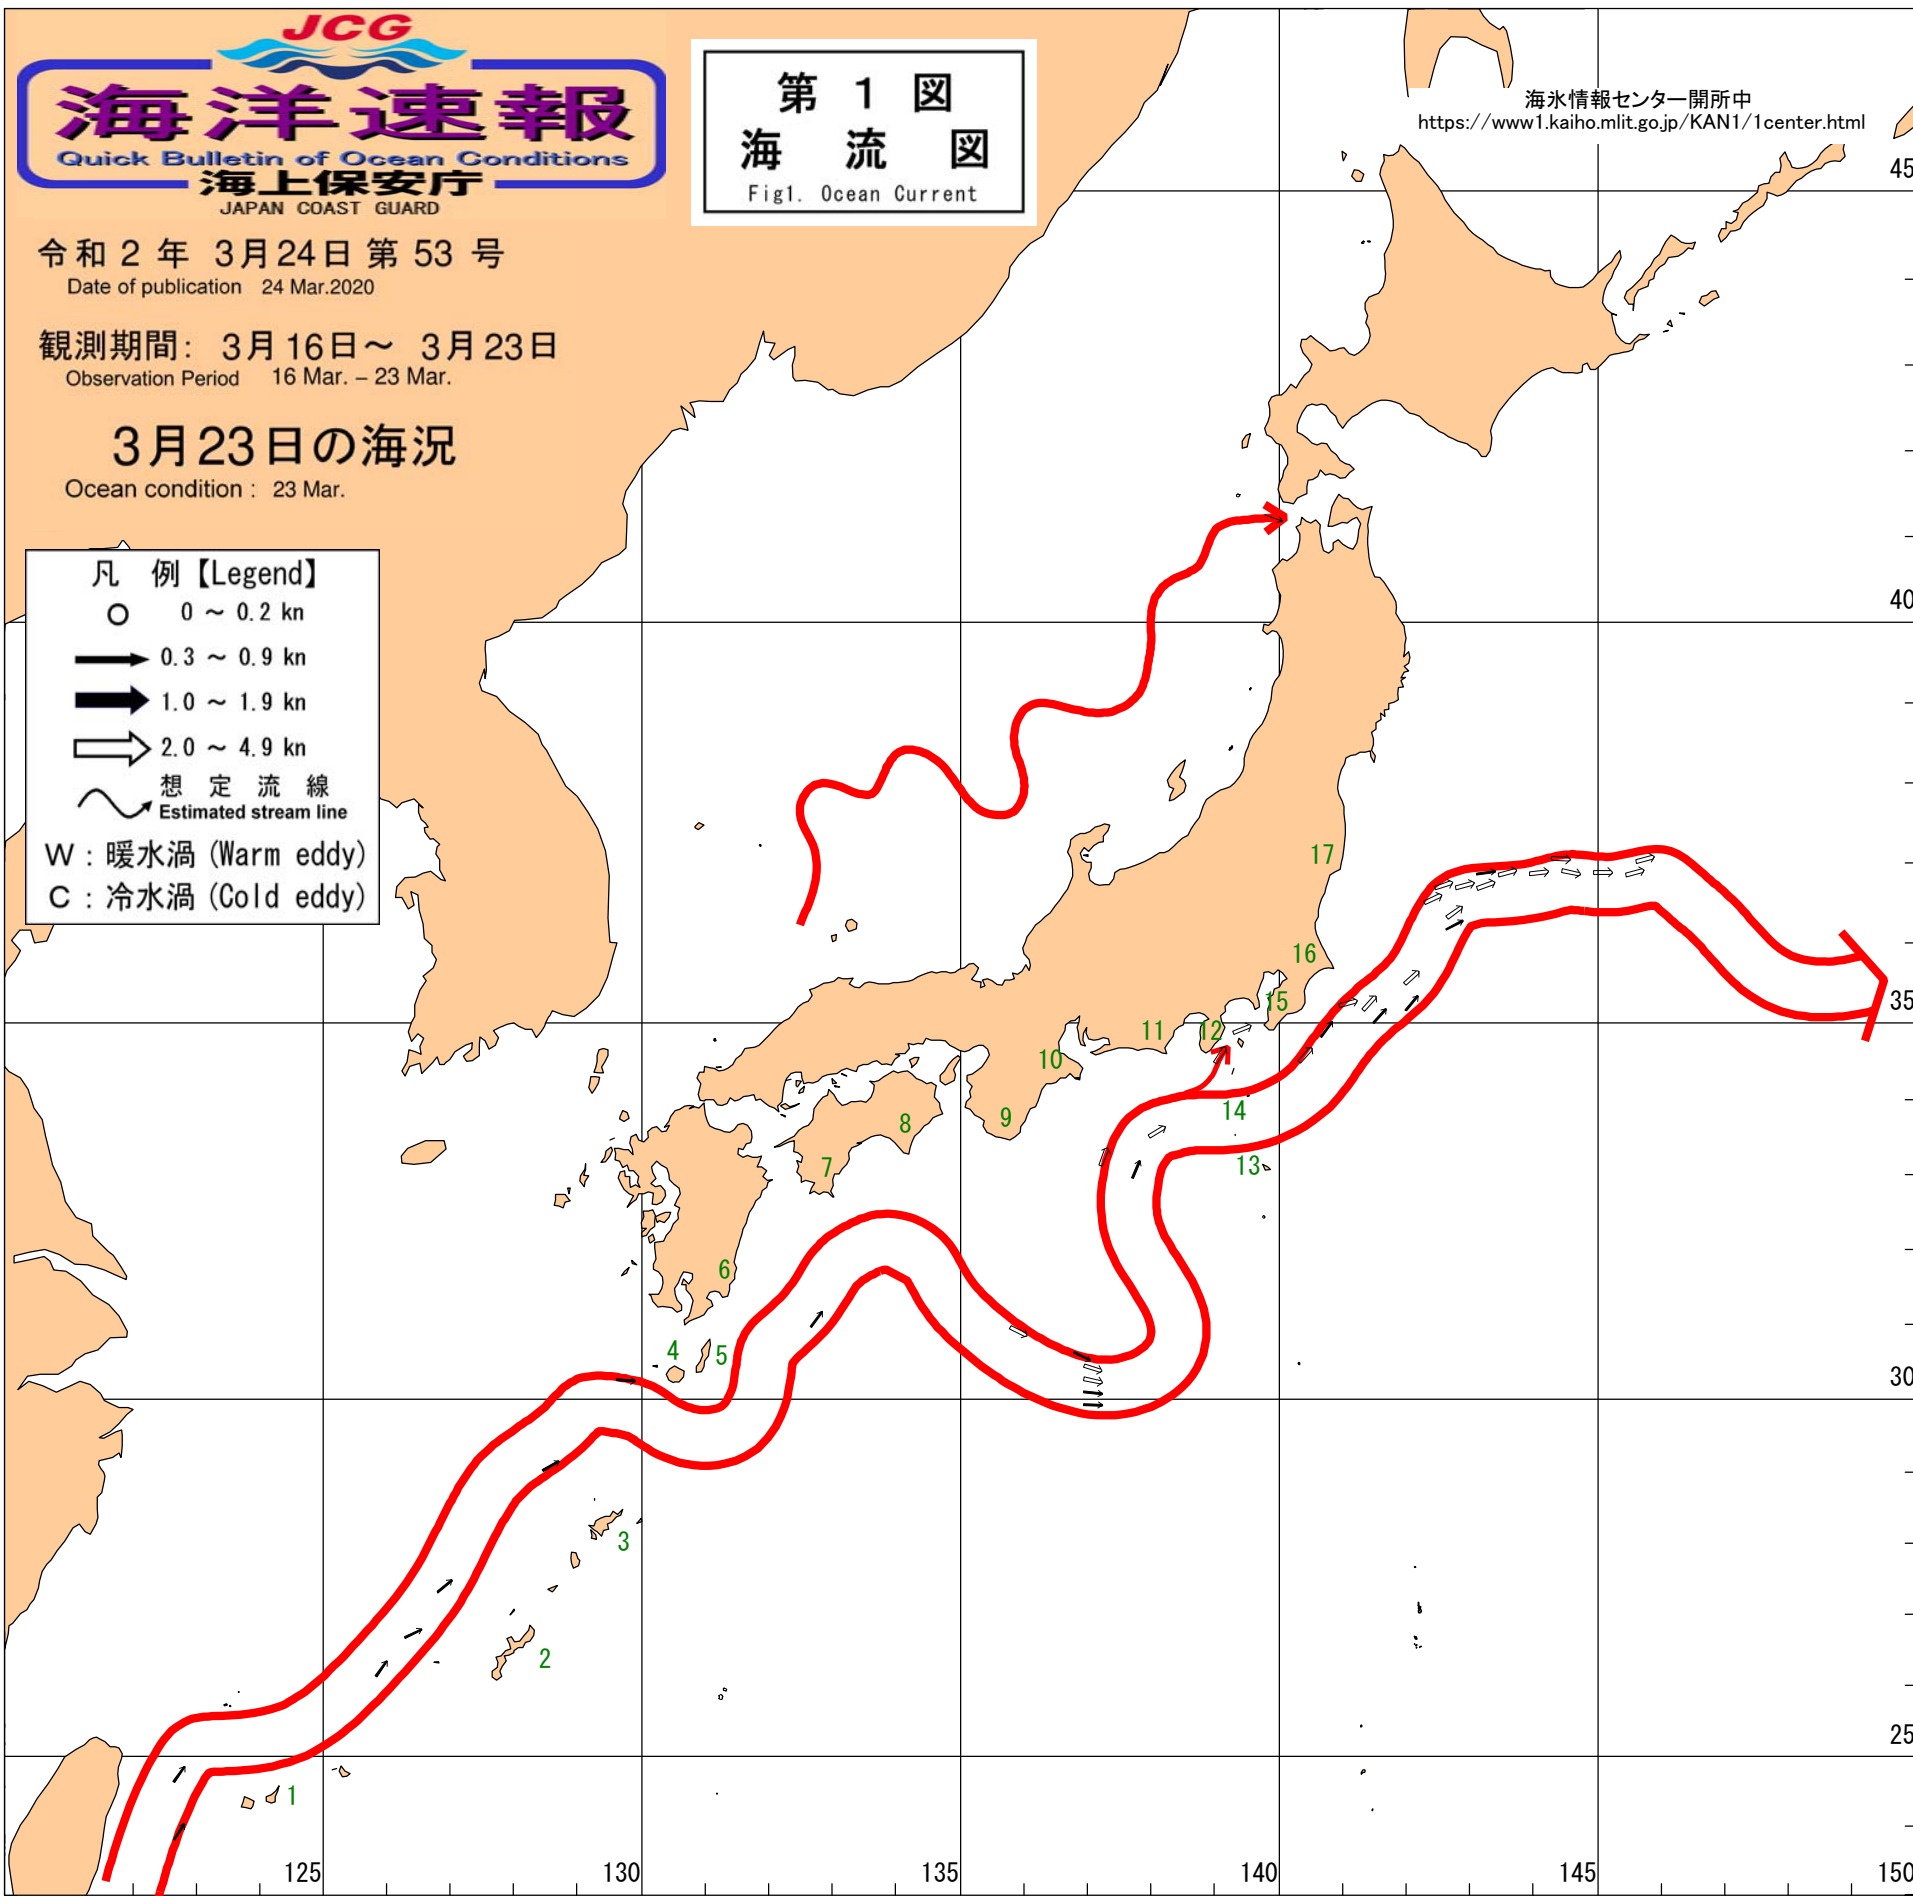 JCG
海洋速報
Quick Bulletin of Ocean Conditions
海上保安庁
JAPAN COAST GUARD
令和 2 年 3月24日 第 53 号
Date of publication 24 Mar.2020
観測期間: 3月16日～ 3月23日
Observation Period 16 Mar. – 23 Mar.
3月23日の海況
Ocean condition : 23 Mar.
第 1 図
海 流 図
Fig1. Ocean Current
海氷情報センター開所中
https://www1.kaiho.mlit.go.jp/KAN1/1center.html
凡 例【Legend】
0 ～ 0.2 kn
0.3 ～ 0.9 kn
1.0 ～ 1.9 kn
2.0 ～ 4.9 kn
想 定 流 線
Estimated stream line
W : 暖水渦 (Warm eddy)
C : 冷水渦 (Cold eddy)
45
40
17
16
35
15
12
11
10
14
9
8
13
7
6
4
5
30
3
2
25
1
125
130
135
140
145
150